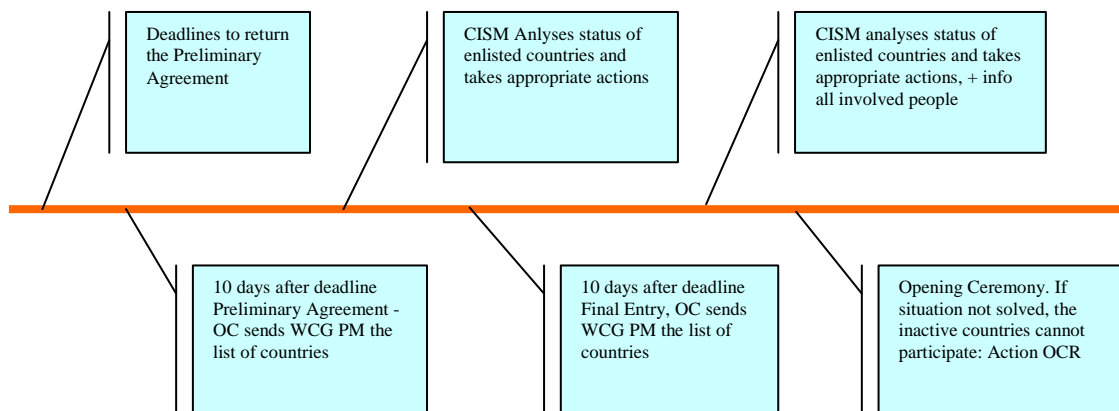 Deadlines to return
the Preliminary
Agreement
CISM Anlyses status of
enlisted countries and
takes appropriate actions
CISM analyses status of
enlisted countries and takes
appropriate actions, + info
all involved people
10 days after deadline
Preliminary Agreement -
OC sends WCG PM the
list of countries
10 days after deadline
Final Entry, OC sends
WCG PM the list of
countries
Opening Ceremony. If
situation not solved, the
inactive countries cannot
participate: Action OCR